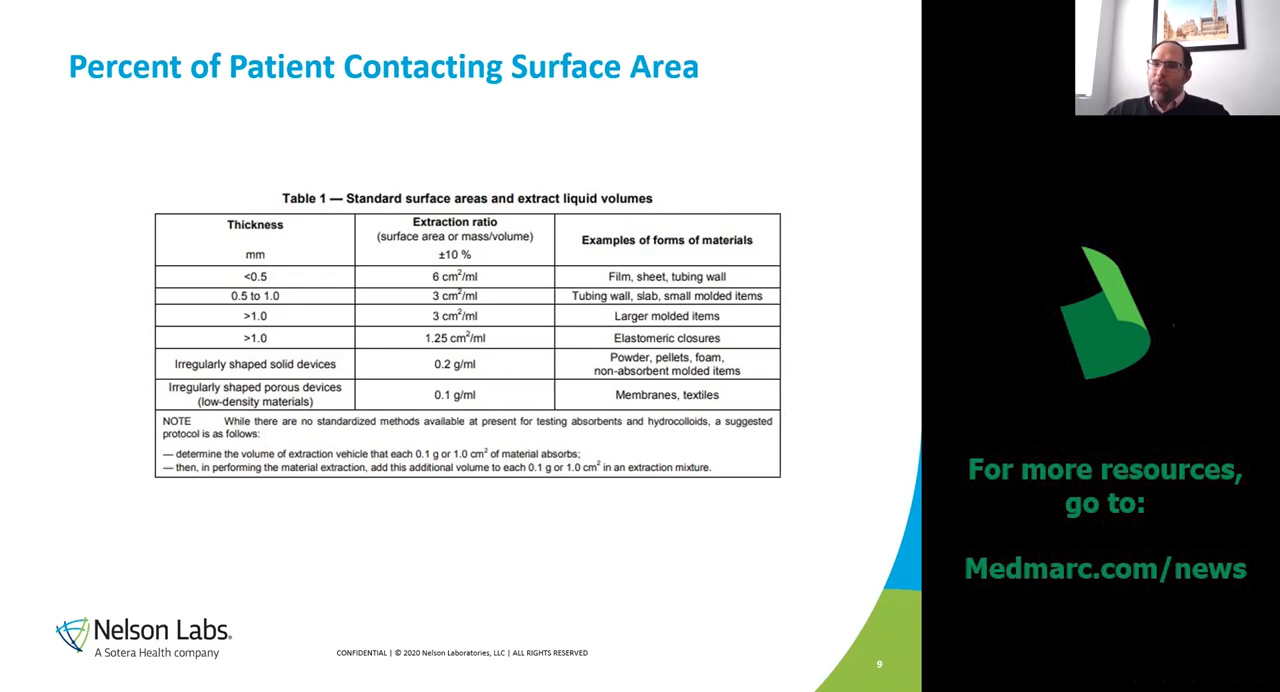 Percent of Patient Contacting Surface Area
Table 1 — Standard surface areas and extract liquid volumes
Thickness
mm
Extraction ratio
(surface area or mass/volume)
±10 %
Examples of forms of materials
<0.5
6 cm²/ml
Film, sheet, tubing wall
0.5 to 1.0
3 cm²/ml
Tubing wall, slab, small molded items
>1.0
3 cm²/ml
Larger molded items
>1.0
1.25 cm²/ml
Elastomeric closures
Irregularly shaped solid devices
0.2 g/ml
Powder, pellets, foam,
non-absorbent molded items
Irregularly shaped porous devices
(low-density materials)
0.1 g/ml
Membranes, textiles
NOTE While there are no standardized methods available at present for testing absorbents and hydrocolloids, a suggested
protocol is as follows:
— determine the volume of extraction vehicle that each 0.1 g or 1.0 cm² of material absorbs;
— then, in performing the material extraction, add this additional volume to each 0.1 g or 1.0 cm² in an extraction mixture.
Nelson Labs.
A Sotera Health company
CONFIDENTIAL | © 2020 Nelson Laboratories, LLC | ALL RIGHTS RESERVED
9
For more resources,
go to:
Medmarc.com/news